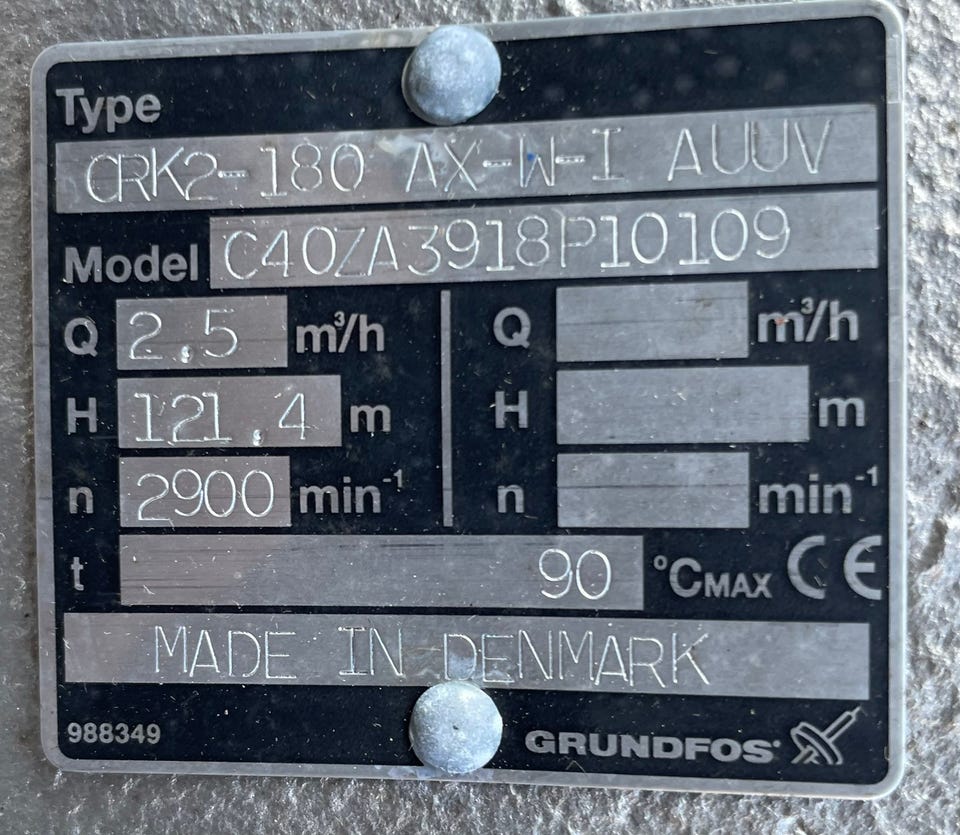 Type
CRK2-180 AX-W-I AUUV
Model C40ZA3918P10109
Q 2.5 m³/h Q m³/h
H 121.4 m H m
n 2900 min⁻¹ n min⁻¹
t 90 °CMAX CE
MADE IN DENMARK
988349 GRUNDFOS